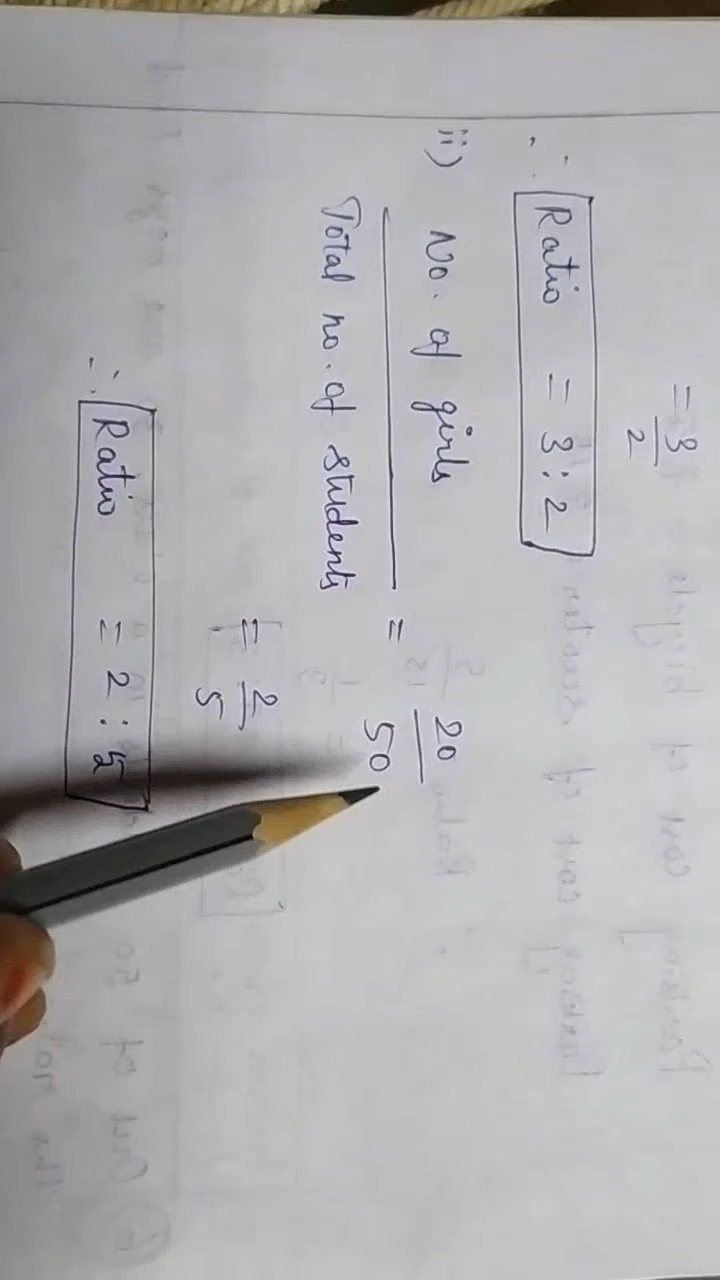 = 3/2
∴ Ratio = 3 : 2
ii) No. of girls / Total no. of students = 20/50
= 2/5
∴ Ratio = 2 : 5